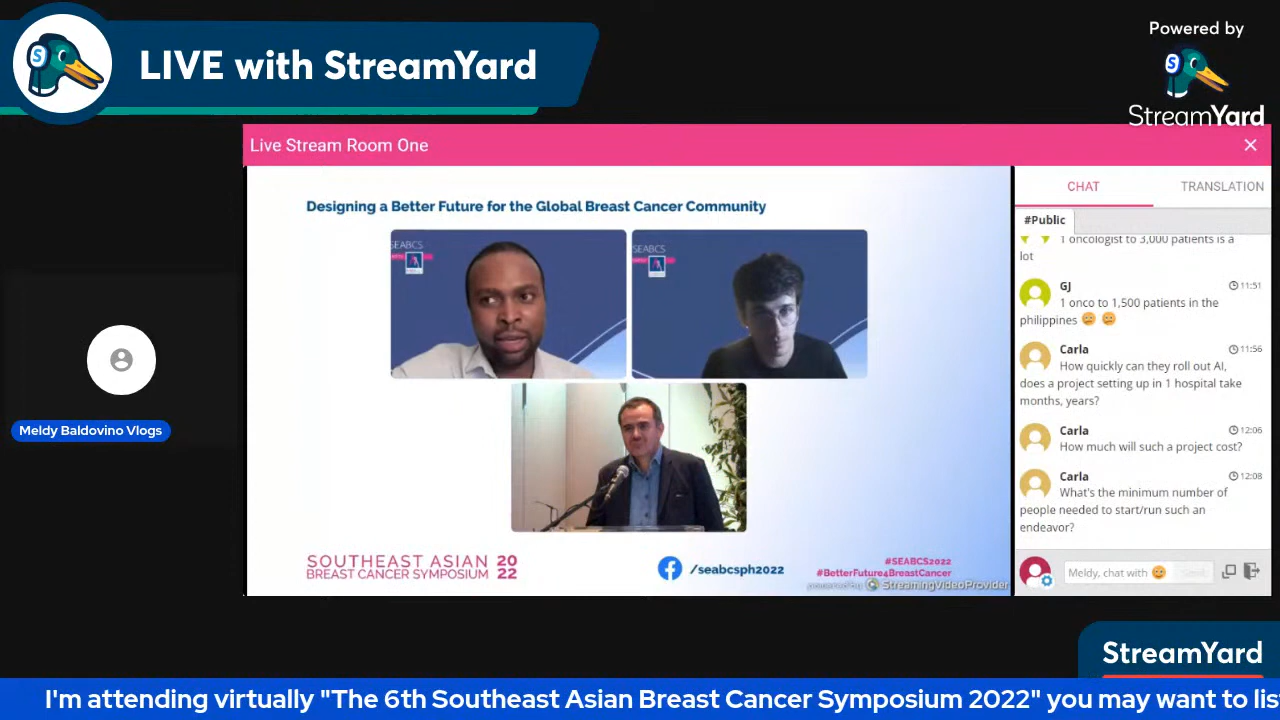 LIVE with StreamYard
Powered by
StreamYard
Live Stream Room One
Designing a Better Future for the Global Breast Cancer Community
SEABCS
SEABCS
SOUTHEAST ASIAN 20
BREAST CANCER SYMPOSIUM 22
/seabcsph2022
#SEABCS2022
#BetterFuture4BreastCancer
powered by StreamingVideoProvider
CHAT
TRANSLATION
#Public
1 oncologist to 3,000 patients is a
lot
GJ 11:51
1 onco to 1,500 patients in the
philippines
Carla 11:56
How quickly can they roll out AI,
does a project setting up in 1 hospital take
months, years?
Carla 12:06
How much will such a project cost?
Carla 12:08
What's the minimum number of
people needed to start/run such an
endeavor?
Meldy, chat with
Send
Meldy Baldovino Vlogs
StreamYard
I'm attending virtually "The 6th Southeast Asian Breast Cancer Symposium 2022" you may want to lis